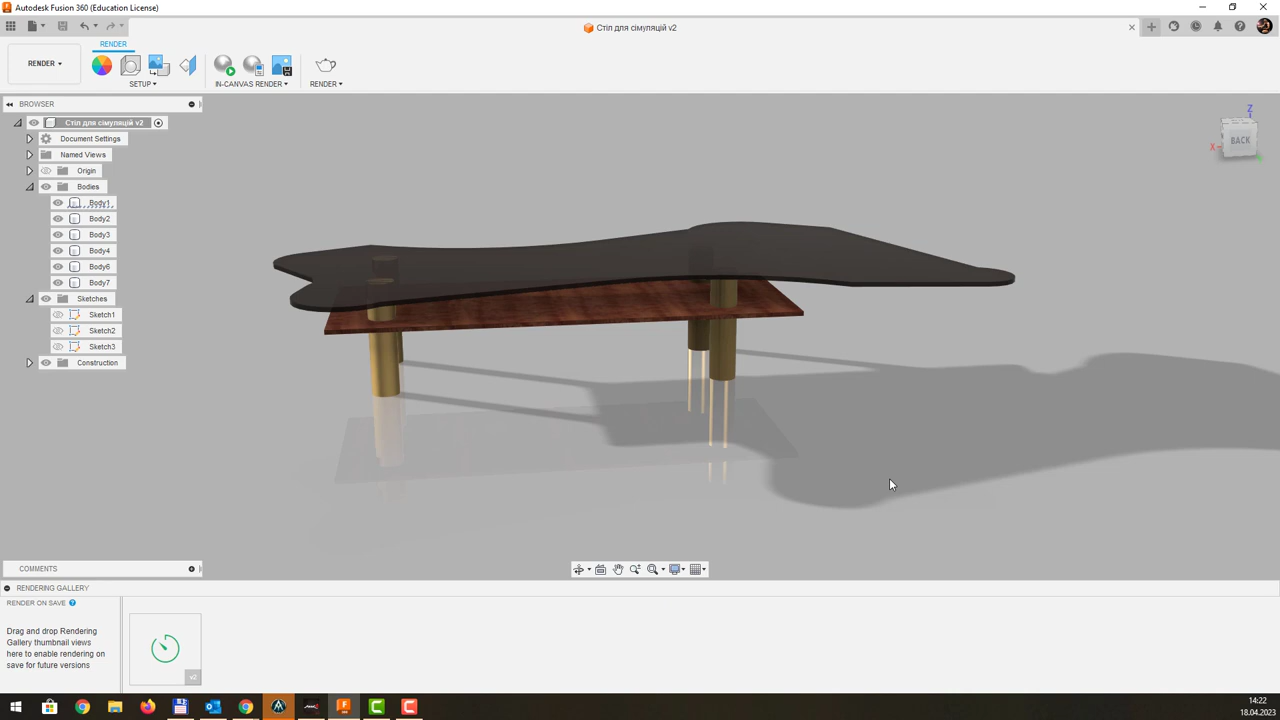 Autodesk Fusion 360 (Education License)
Стіл для сімуляцій v2
RENDER
RENDER
SETUP
IN-CANVAS RENDER
RENDER
BROWSER
Стіл для сімуляцій v2
Document Settings
Named Views
Origin
Bodies
Body1
Body2
Body3
Body4
Body6
Body7
Sketches
Sketch1
Sketch2
Sketch3
Construction
Z
X
BACK
COMMENTS
RENDERING GALLERY
RENDER ON SAVE
Drag and drop Rendering
Gallery thumbnail views
here to enable rendering on
save for future versions
v2
14:22
18.04.2023